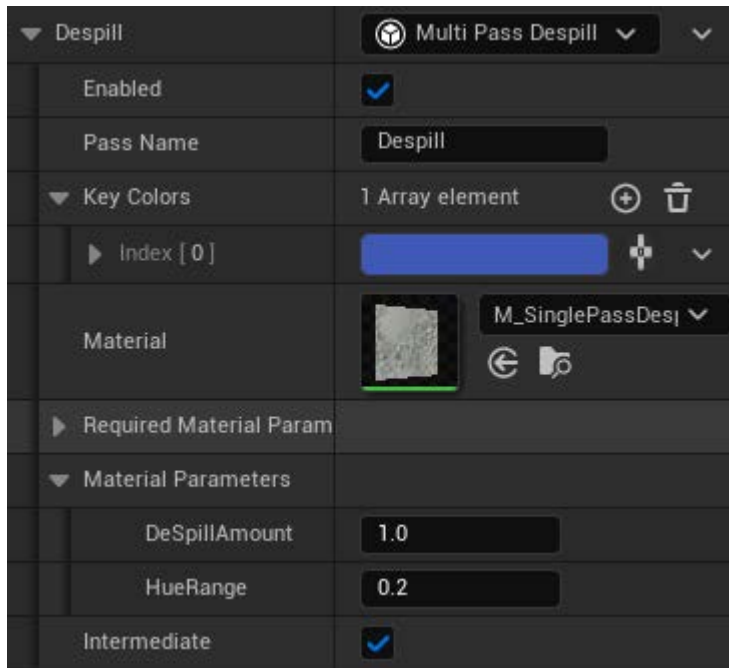 Despill Multi Pass Despill
Enabled
Pass Name Despill
Key Colors 1 Array element
Index [ 0 ]
Material M_SinglePassDesp
Required Material Param
Material Parameters
DeSpillAmount 1.0
HueRange 0.2
Intermediate